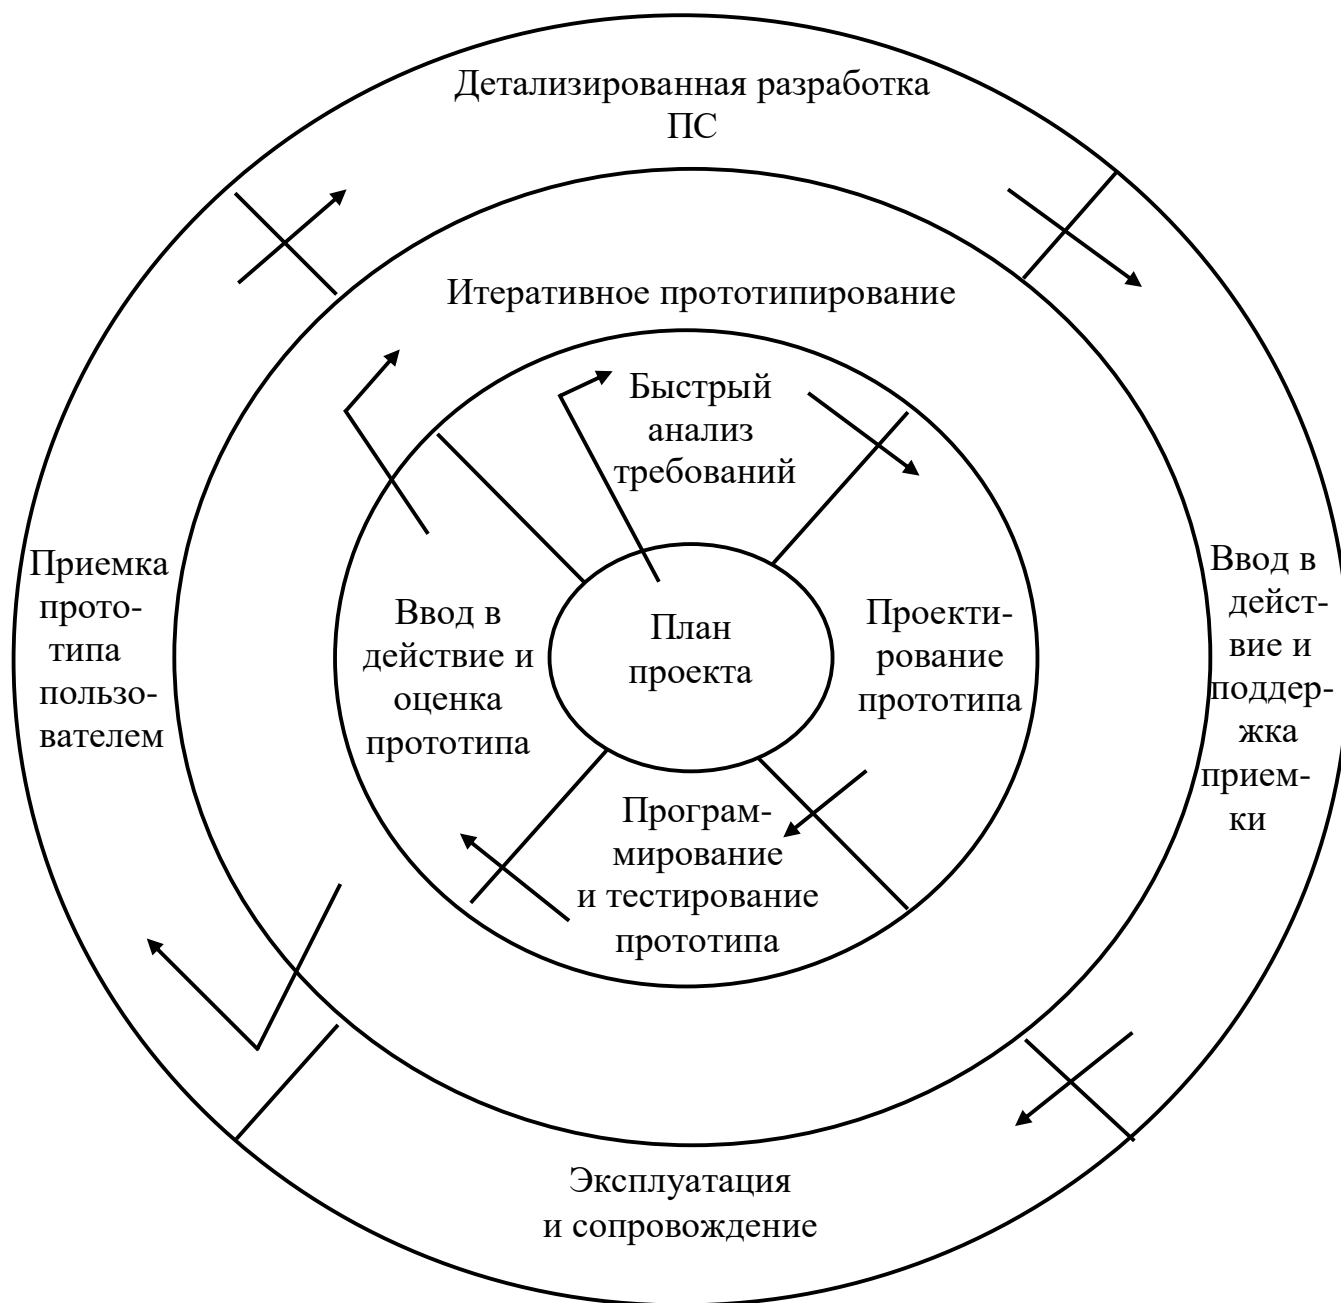 Детализированная разработка
ПС
Итеративное прототипирование
Быстрый
анализ
требований
Приемка
прото-
типа
пользо-
вателем
Ввод в
действие и
оценка
прототипа
План
проекта
Проекти-
рование
прототипа
Ввод в
дейст-
вие и
поддер-
жка
прием-
ки
Програм-
мирование
и тестирование
прототипа
Эксплуатация
и сопровождение